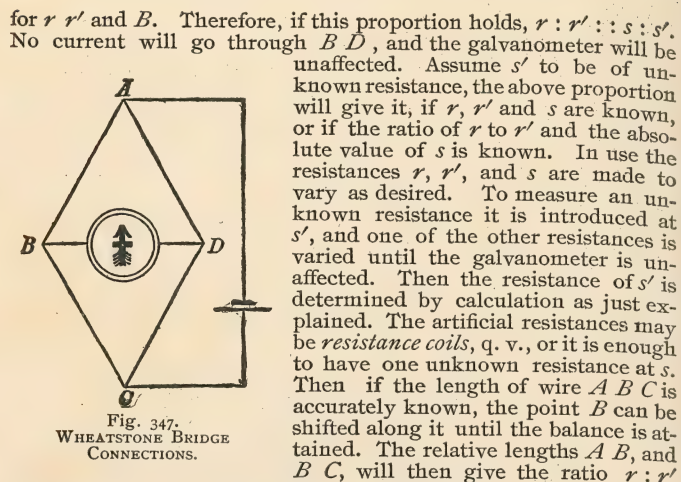 for r r' and B. Therefore, if this proportion holds, r : r' : : s : s'.
No current will go through B D , and the galvanometer will be
unaffected. Assume s' to be of un-
known resistance, the above proportion
will give it, if r, r' and s are known,
or if the ratio of r to r' and the abso-
lute value of s is known. In use the
resistances r, r', and s are made to
vary as desired. To measure an un-
known resistance it is introduced at
s', and one of the other resistances is
varied until the galvanometer is un-
affected. Then the resistance of s' is
determined by calculation as just ex-
plained. The artificial resistances may
be resistance coils, q. v., or it is enough
to have one unknown resistance at s.
Then if the length of wire A B C is
accurately known, the point B can be
shifted along it until the balance is at-
tained. The relative lengths A B, and
B C, will then give the ratio r : r'
A
B
D
C
Fig. 347.
WHEATSTONE BRIDGE
CONNECTIONS.